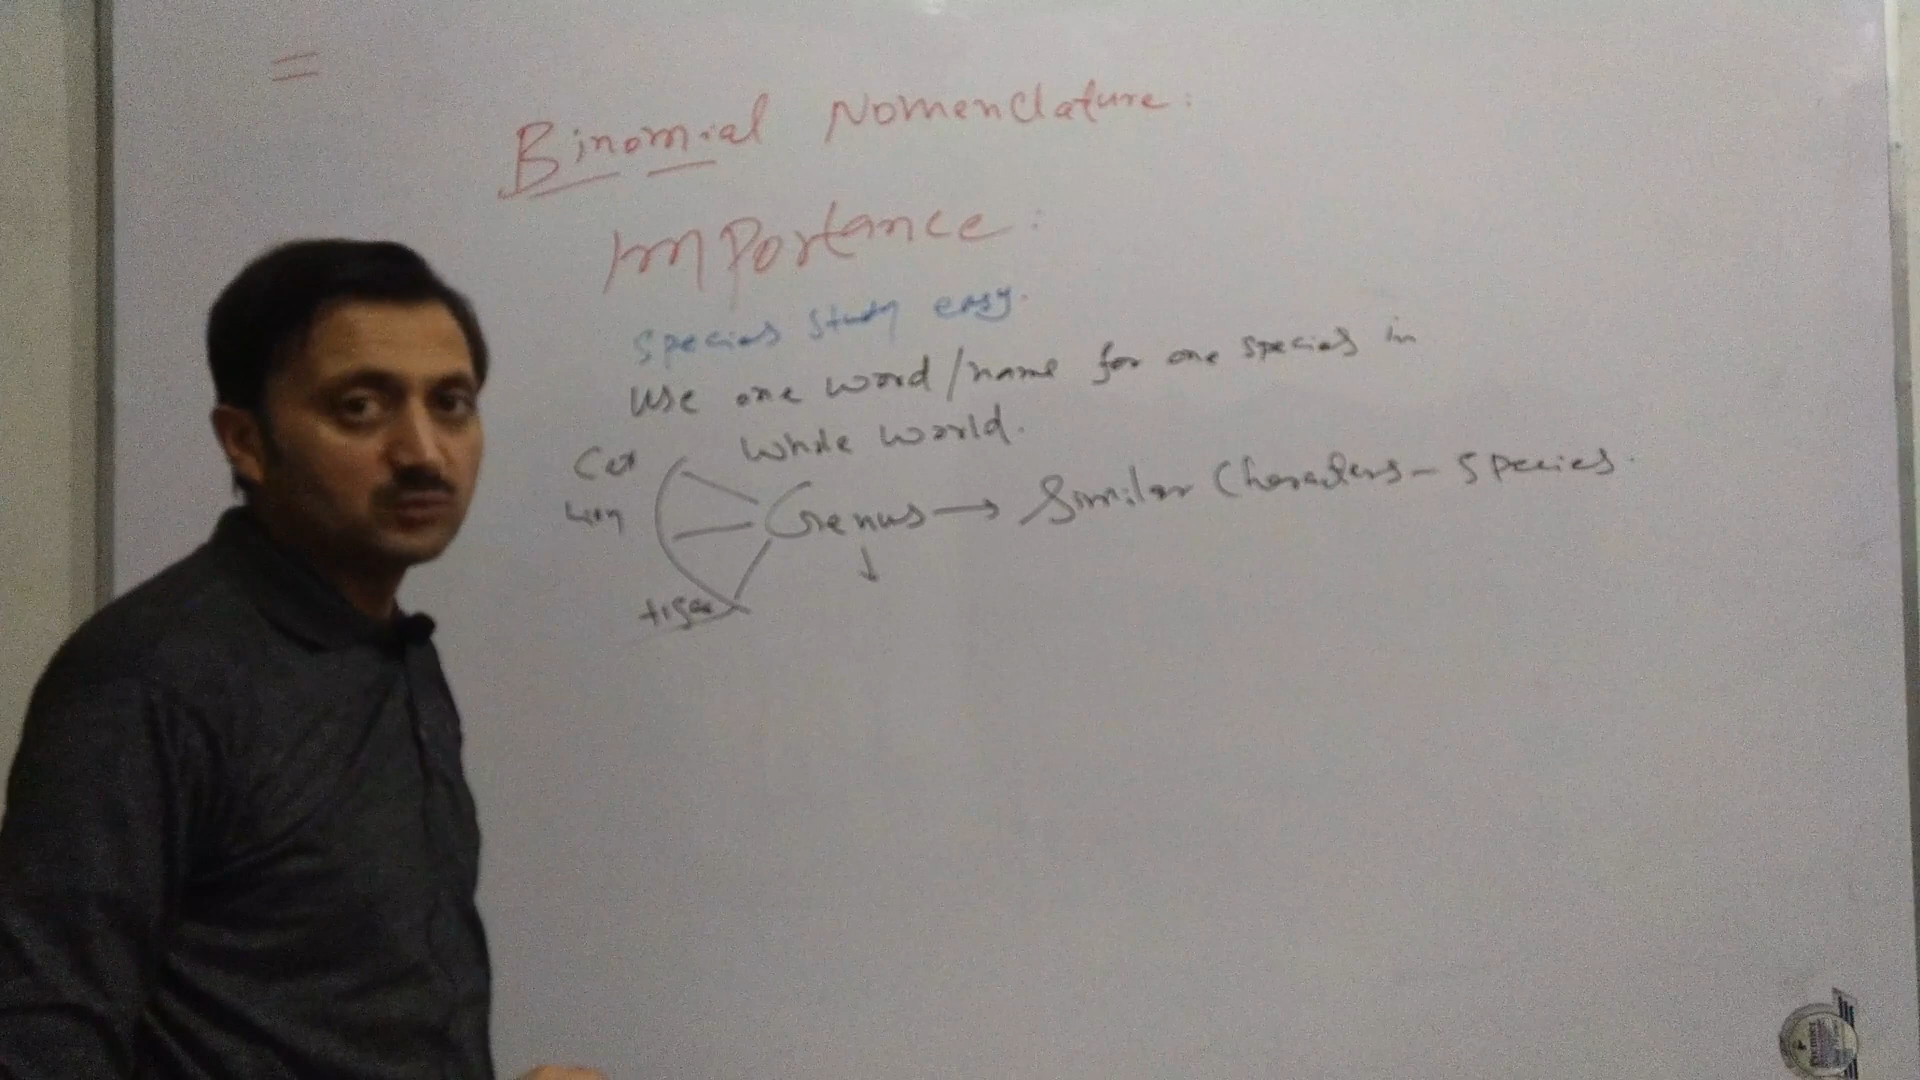 =
Binomial Nomenclature:
Importance:
Species Study easy.
Use one word/name for one species in
whole world.
Cat
Lion
Genus → Similar Characters - Species.
↓
tiger